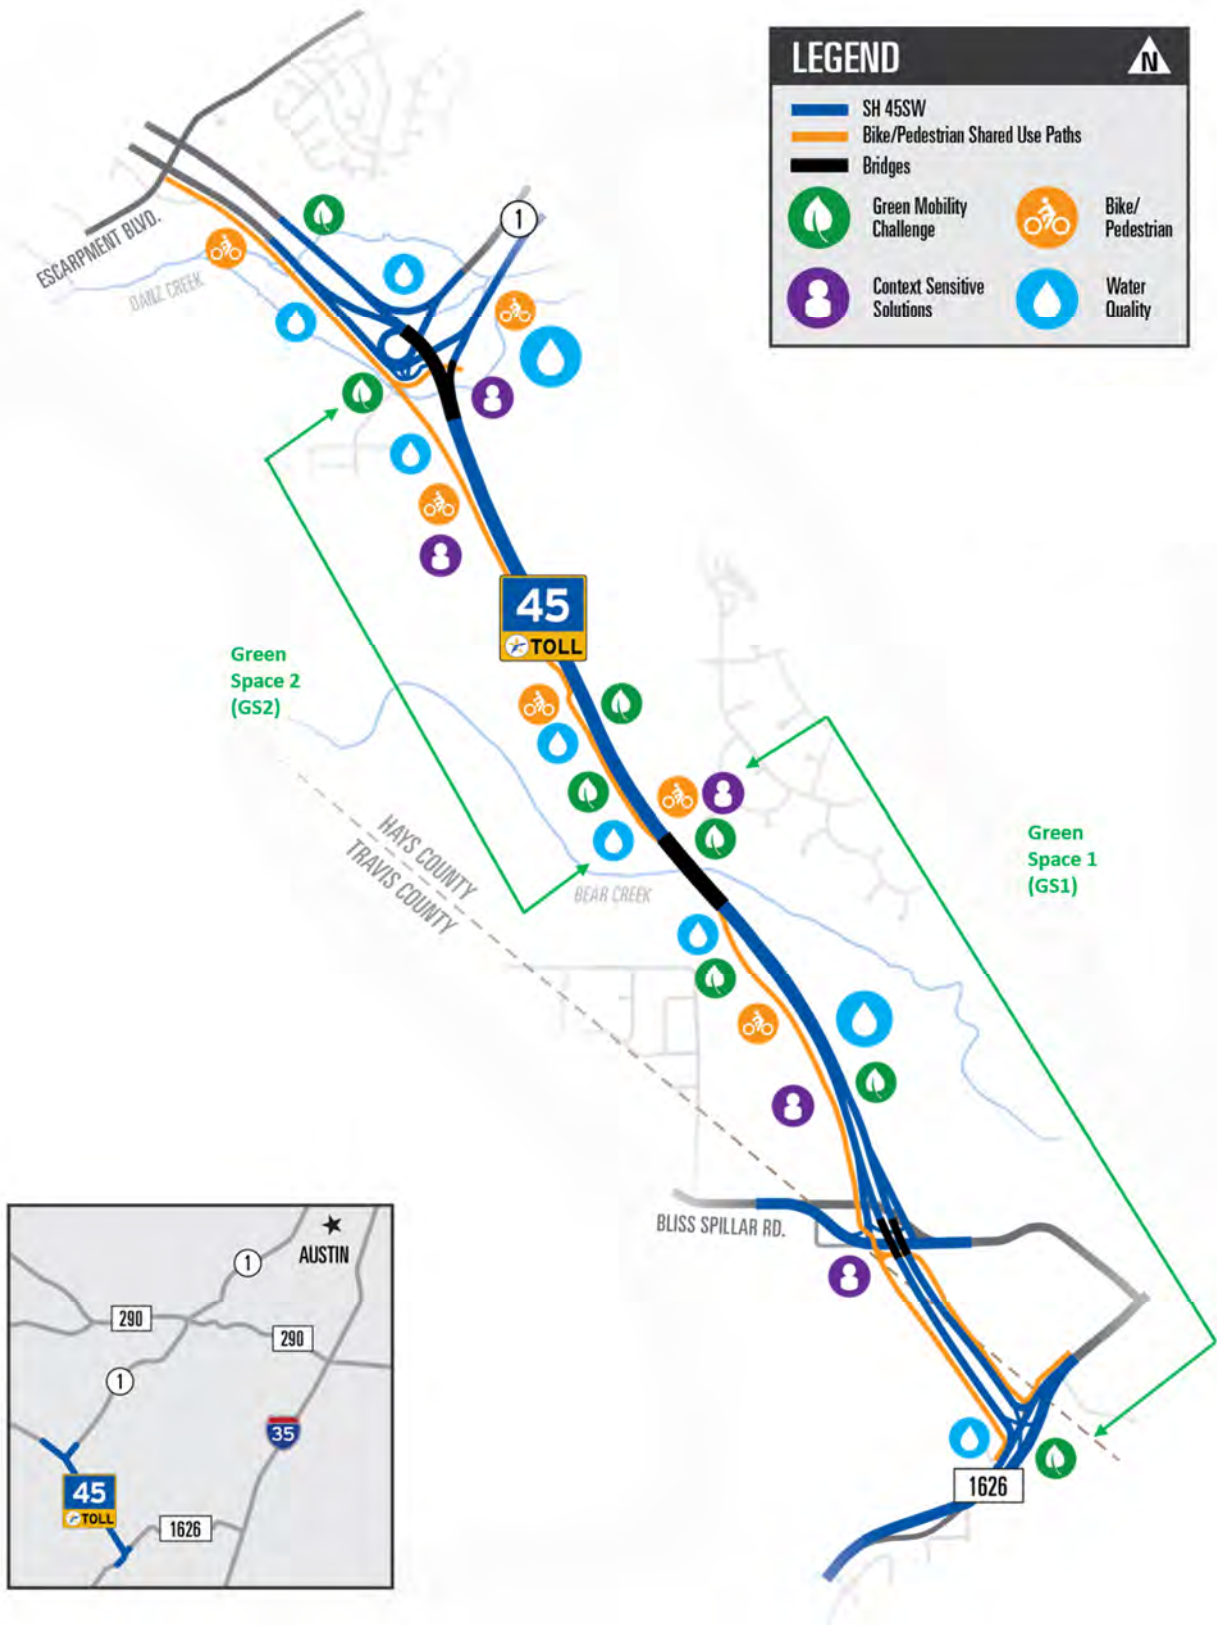 LEGEND
N
SH 45SW
Bike/Pedestrian Shared Use Paths
Bridges
Green Mobility
Challenge
Bike/
Pedestrian
Context Sensitive
Solutions
Water
Quality
1
ESCARPMENT BLVD.
DANZ CREEK
45
TOLL
Green
Space 2
(GS2)
HAYS COUNTY
TRAVIS COUNTY
BEAR CREEK
Green
Space 1
(GS1)
BLISS SPILLAR RD.
1626
AUSTIN
1
290
290
1
35
45
TOLL
1626